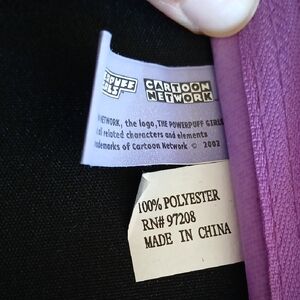 CARTOON
NETWORK
NETWORK, the logo, THE POWERPUFF GIRLS
related characters and elements
trademarks of Cartoon Network © 2002
100% POLYESTER
RN# 97208
MADE IN CHINA